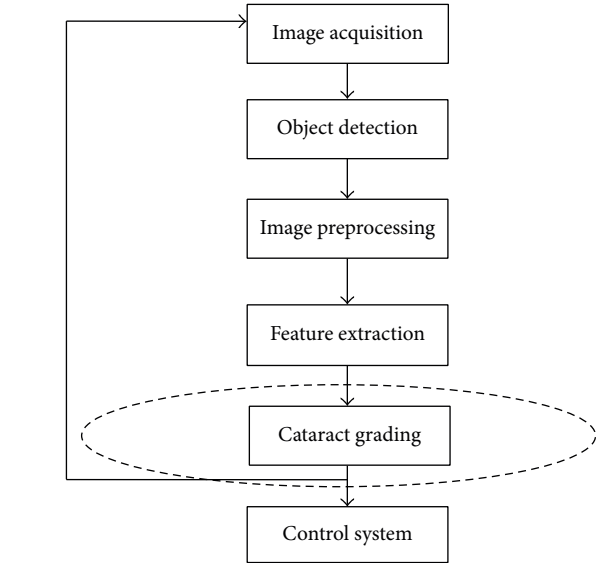 Image acquisition
Object detection
Image preprocessing
Feature extraction
Cataract grading
Control system